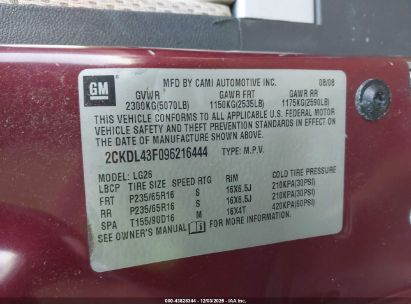 GM
MFD BY CAMI AUTOMOTIVE INC. 08/08
GVWR GAWR FRT GAWR RR
2300KG(5070LB) 1150KG(2535LB) 1175KG(2590LB)
THIS VEHICLE CONFORMS TO ALL APPLICABLE U.S. FEDERAL MOTOR
VEHICLE SAFETY AND THEFT PREVENTION STANDARDS IN EFFECT ON
THE DATE OF MANUFACTURE SHOWN ABOVE.
2CKDL43F096216444 TYPE: M.P.V.
MODEL: LG26
LBCP TIRE SIZE SPEED RTG RIM COLD TIRE PRESSURE
FRT P235/65R16 S 16X6.5J 210KPA(30PSI)
RR P235/65R16 S 16X6.5J 210KPA(30PSI)
SPA T155/90D16 M 16X4T 420KPA(60PSI)
SEE OWNER'S MANUAL FOR MORE INFORMATION.
STOCK #: 43828344 - 12/03/2025 - IAAI.COM